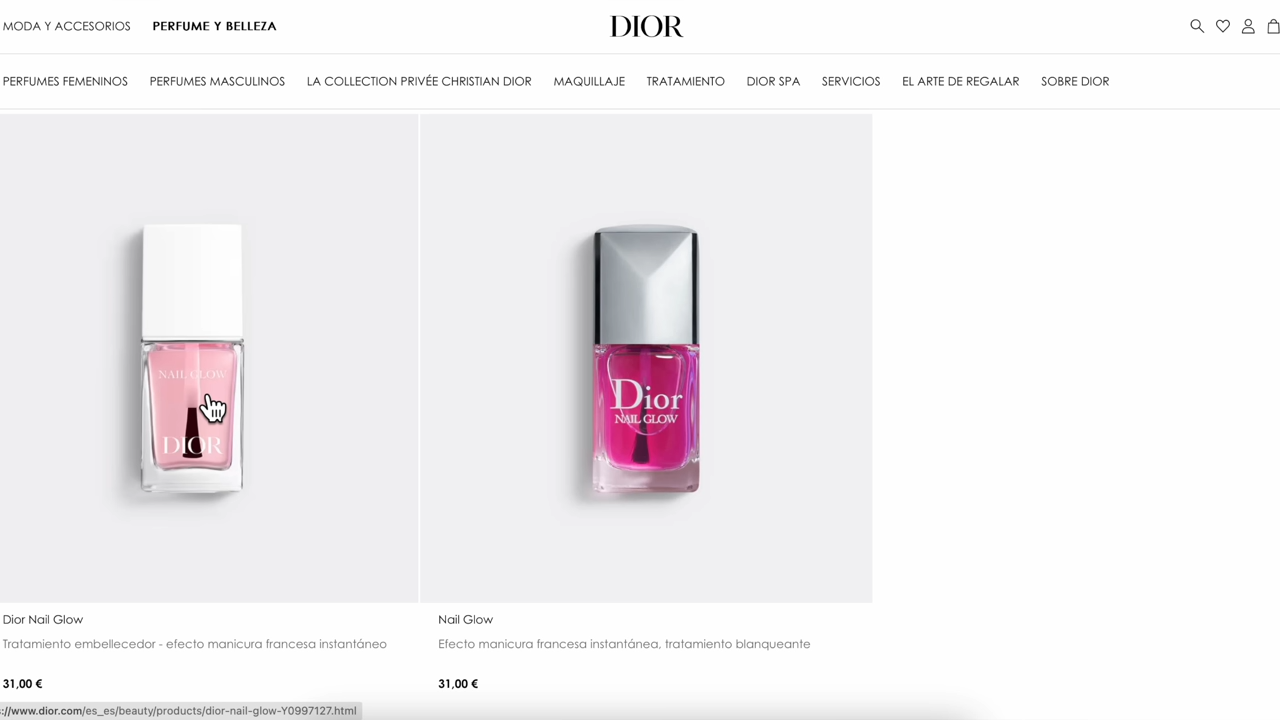 MODA Y ACCESORIOS PERFUME Y BELLEZA DIOR
PERFUMES FEMENINOS PERFUMES MASCULINOS LA COLLECTION PRIVÉE CHRISTIAN DIOR MAQUILLAJE TRATAMIENTO DIOR SPA SERVICIOS EL ARTE DE REGALAR SOBRE DIOR
NAIL GLOW
DIOR
Dior
NAIL GLOW
Dior Nail Glow
Tratamiento embellecedor - efecto manicura francesa instantáneo
31,00 €
Nail Glow
Efecto manicura francesa instantánea, tratamiento blanqueante
31,00 €
://www.dior.com/es_es/beauty/products/dior-nail-glow-Y0997127.html